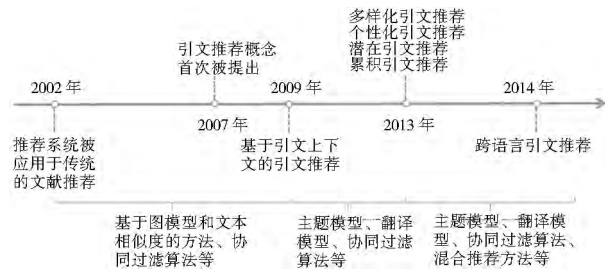 多样化引文推荐
个性化引文推荐
潜在引文推荐
累积引文推荐
引文推荐概念
首次被提出
2002 年
2009 年
2014 年
2007 年
2013 年
推荐系统被
应用于传统
的文献推荐
基于引文上下
文的引文推荐
跨语言引文推荐
基于图模型和文本
相似度的方法、协
同过滤算法等
主题模型、翻译
模型、协同过滤
算法等
主题模型、翻译模
型、协同过滤算法、
混合推荐方法等